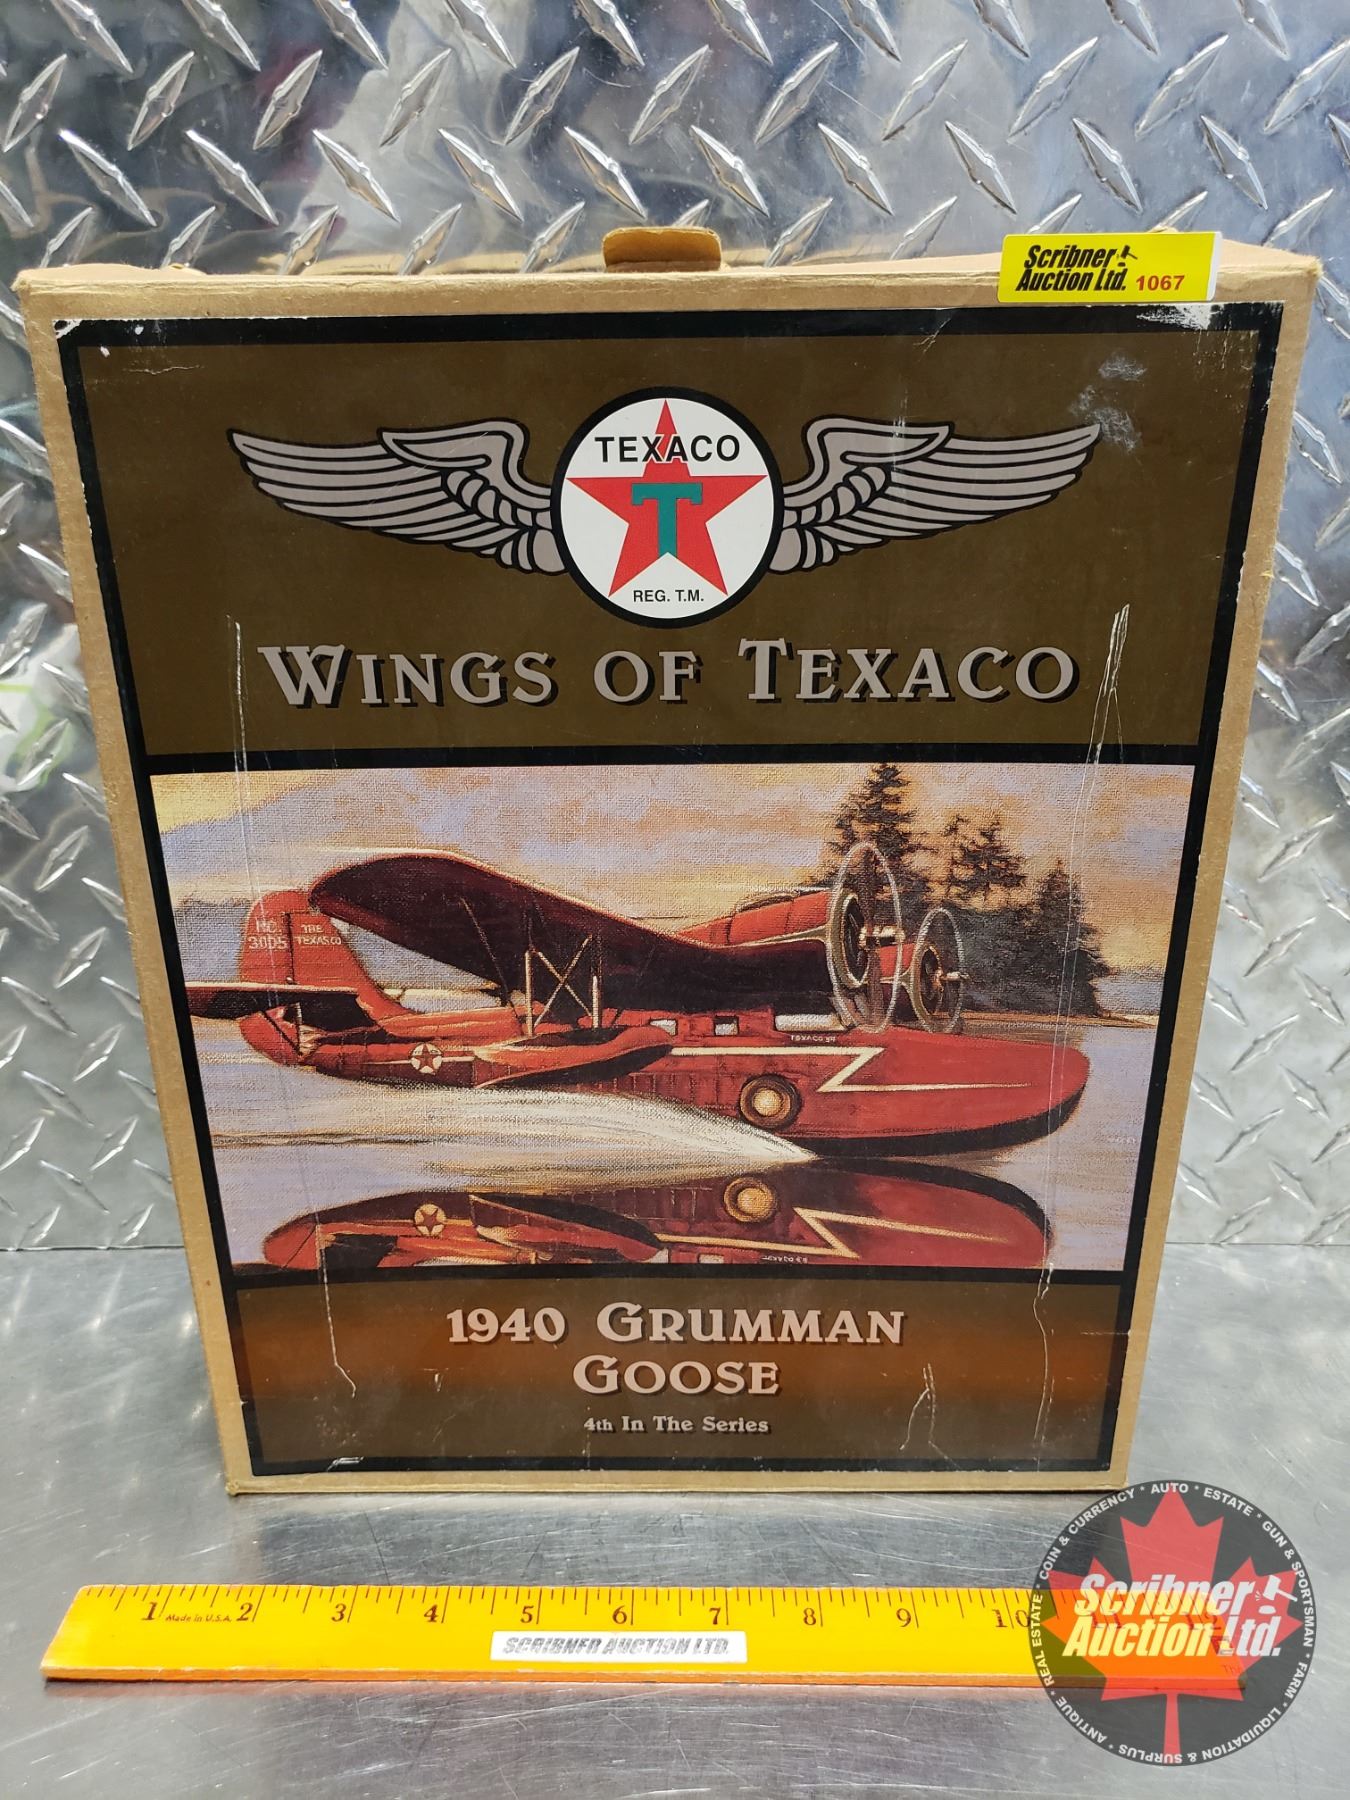 Scribner
Auction Ltd. 1067
TEXACO
T
REG. T.M.
WINGS OF TEXACO
NC
3005
THE
TEXAS CO
1940 GRUMMAN
GOOSE
4th In The Series
1 2 3 4 5 6 7 8 9 10
Made in U.S.A.
SCRIBNER AUCTION LTD.
COIN & CURRENCY * AUTO * ESTATE * GUN & SPORTSMAN * FARM * LIQUIDATION & SURPLUS * ANTIQUE * REAL ESTATE *
Scribner
Auction Ltd.